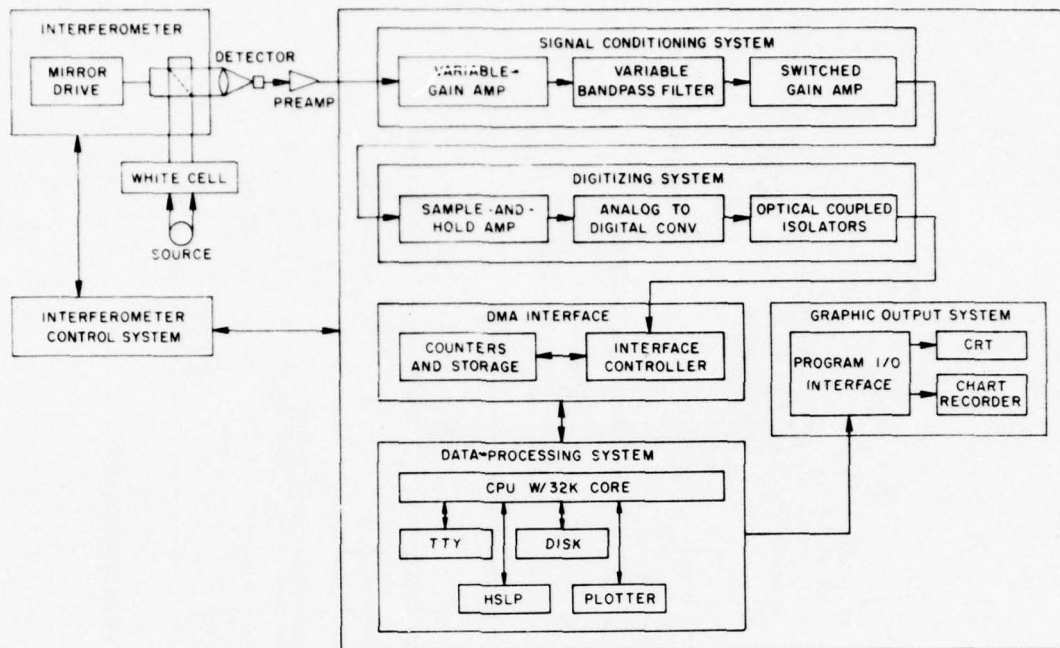 INTERFEROMETER
MIRROR
DRIVE
DETECTOR
PREAMP
WHITE CELL
SOURCE
INTERFEROMETER
CONTROL SYSTEM
SIGNAL CONDITIONING SYSTEM
VARIABLE-
GAIN AMP
VARIABLE
BANDPASS FILTER
SWITCHED
GAIN AMP
DIGITIZING SYSTEM
SAMPLE-AND-
HOLD AMP
ANALOG TO
DIGITAL CONV.
OPTICAL COUPLED
ISOLATORS
DMA INTERFACE
COUNTERS
AND STORAGE
INTERFACE
CONTROLLER
GRAPHIC OUTPUT SYSTEM
PROGRAM I/O
INTERFACE
CRT
CHART
RECORDER
DATA-PROCESSING SYSTEM
CPU W/32K CORE
TTY
DISK
HSLP
PLOTTER